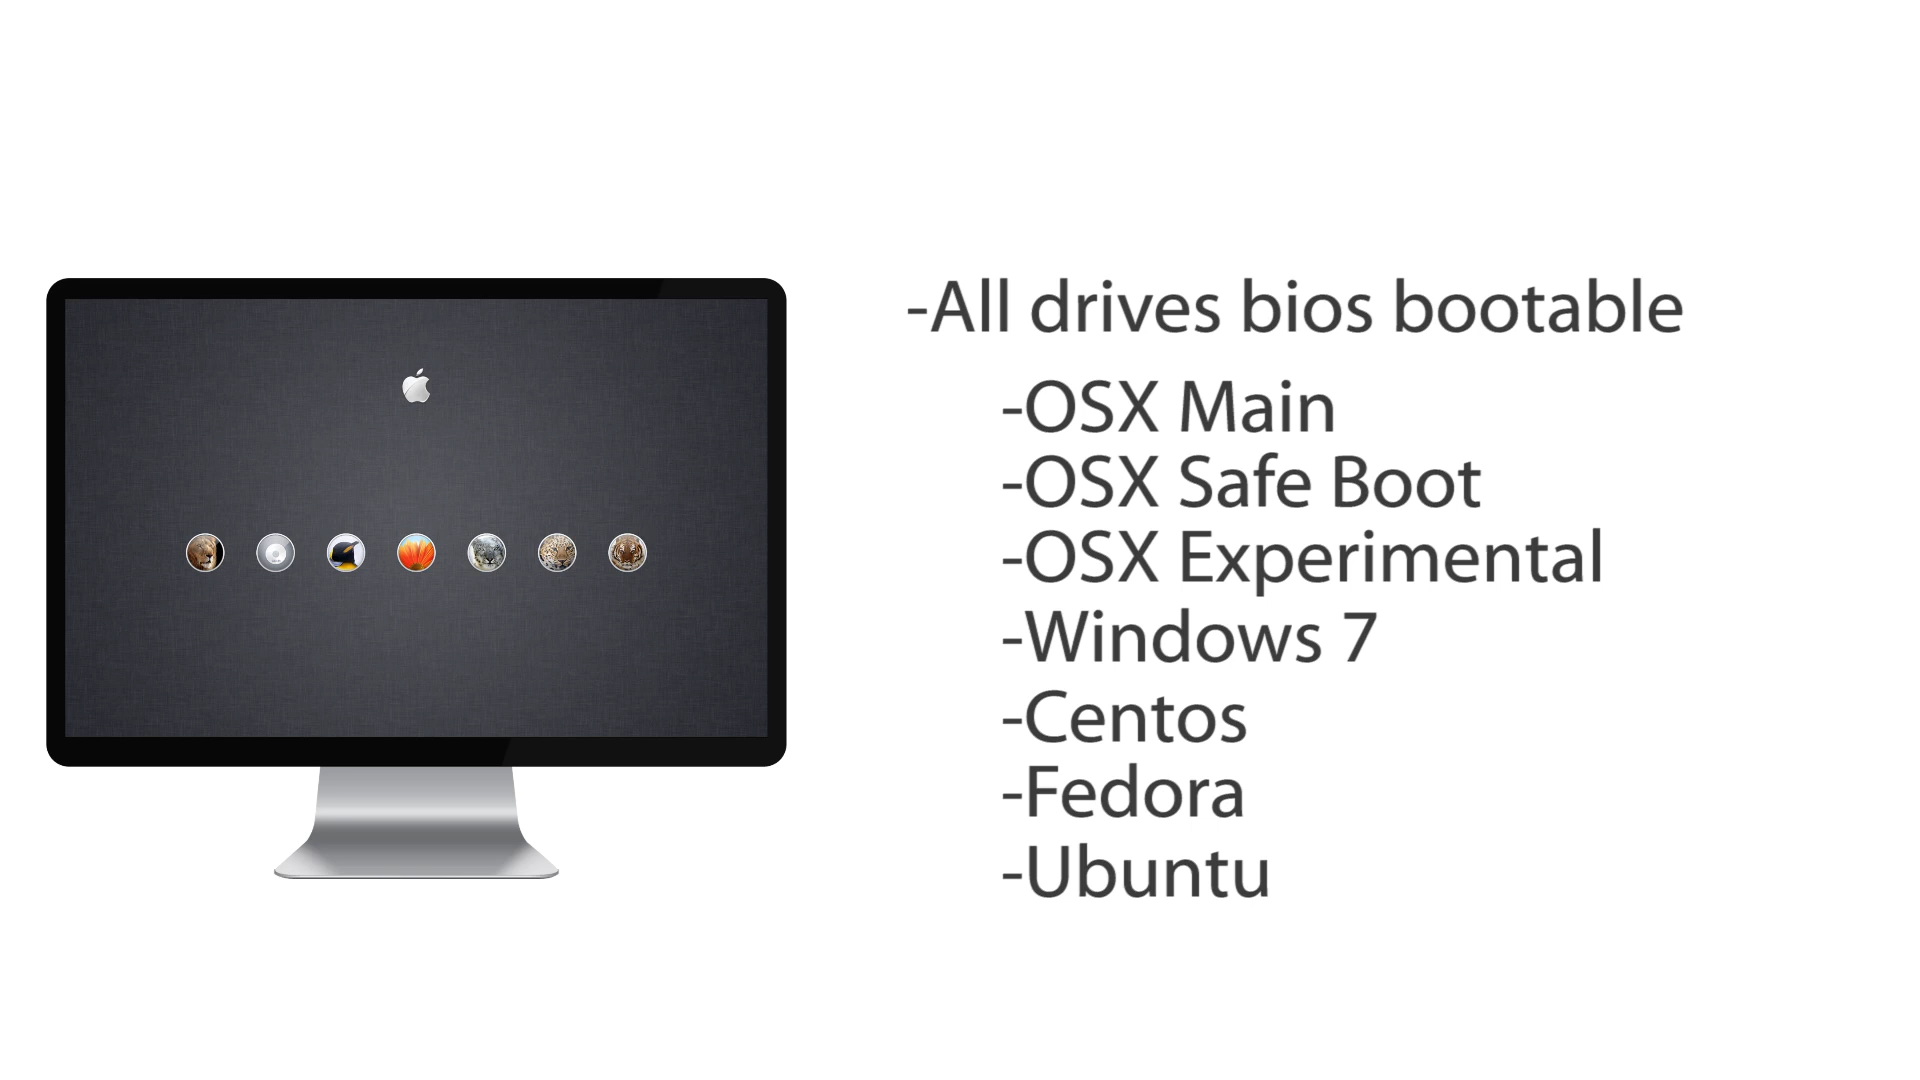 -All drives bios bootable
-OSX Main
-OSX Safe Boot
-OSX Experimental
-Windows 7
-Centos
-Fedora
-Ubuntu